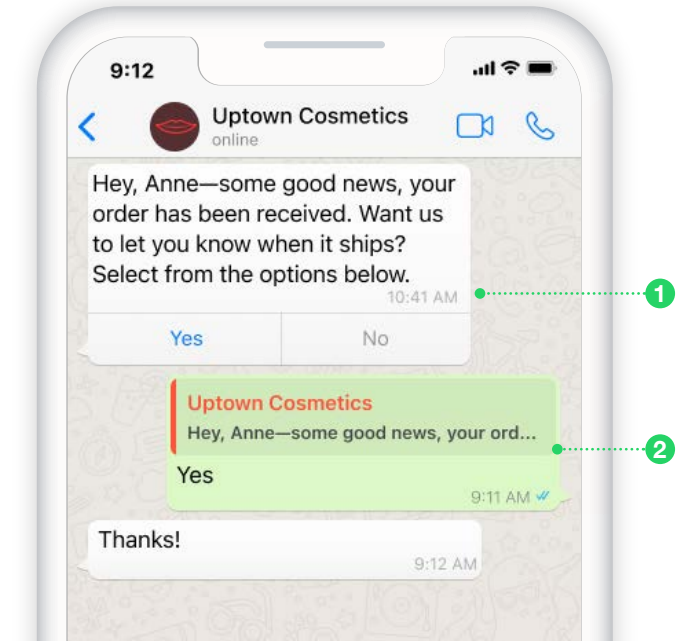 9:12
Uptown Cosmetics
online
Hey, Anne—some good news, your
order has been received. Want us
to let you know when it ships?
Select from the options below.
10:41 AM
1
Yes No
Uptown Cosmetics
Hey, Anne—some good news, your ord...
2
Yes
9:11 AM
Thanks!
9:12 AM